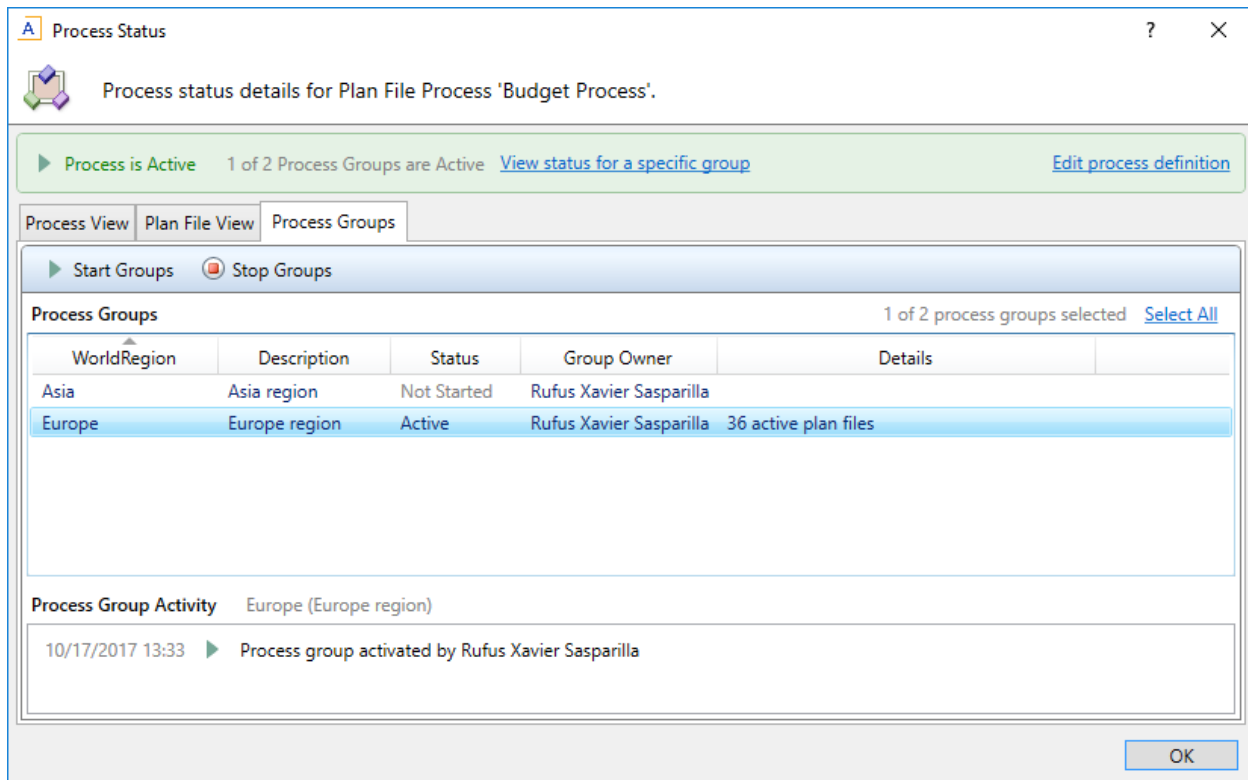 A Process Status ?
Process status details for Plan File Process 'Budget Process'.
Process is Active 1 of 2 Process Groups are Active View status for a specific group Edit process definition
Process View Plan File View Process Groups
Start Groups Stop Groups
Process Groups 1 of 2 process groups selected Select All
WorldRegion Description Status Group Owner Details
Asia Asia region Not Started Rufus Xavier Sasparilla
Europe Europe region Active Rufus Xavier Sasparilla 36 active plan files
Process Group Activity Europe (Europe region)
10/17/2017 13:33 Process group activated by Rufus Xavier Sasparilla
OK